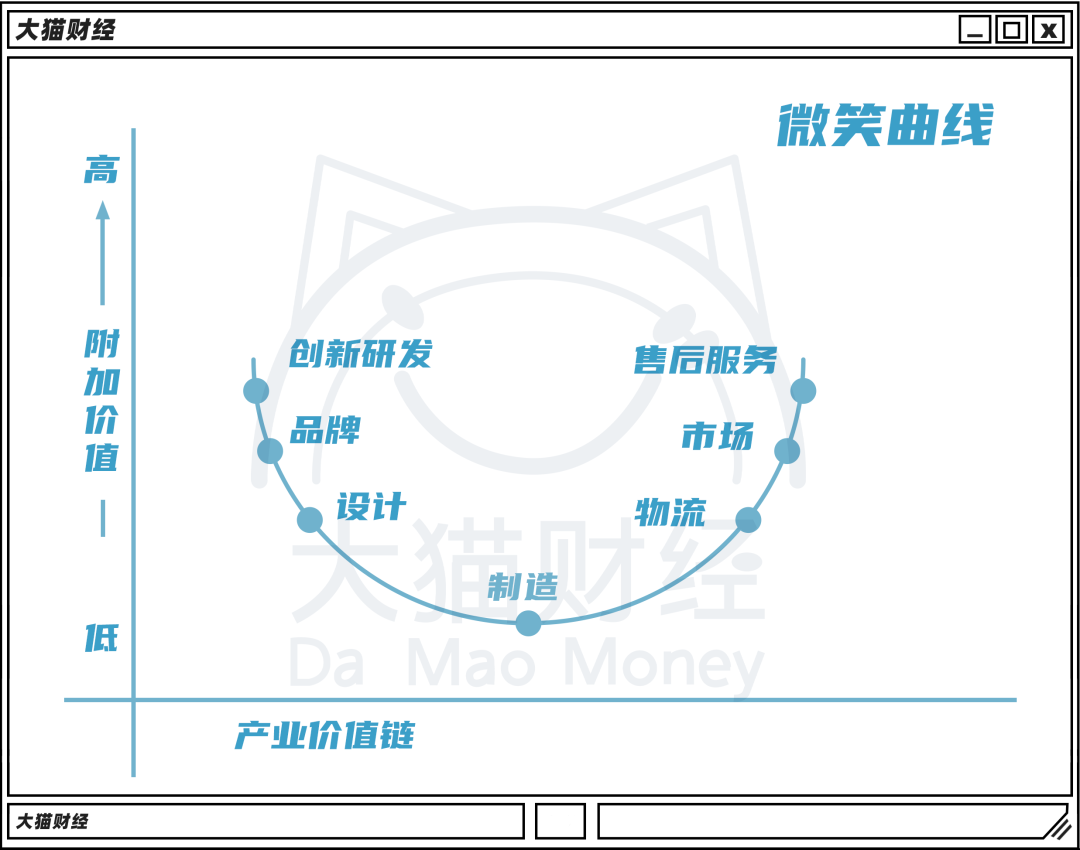 大猫财经
X
微笑曲线
高
附加价值
低
创新研发
售后服务
品牌
市场
设计
物流
制造
大猫财经
Da Mao Money
产业价值链
大猫财经